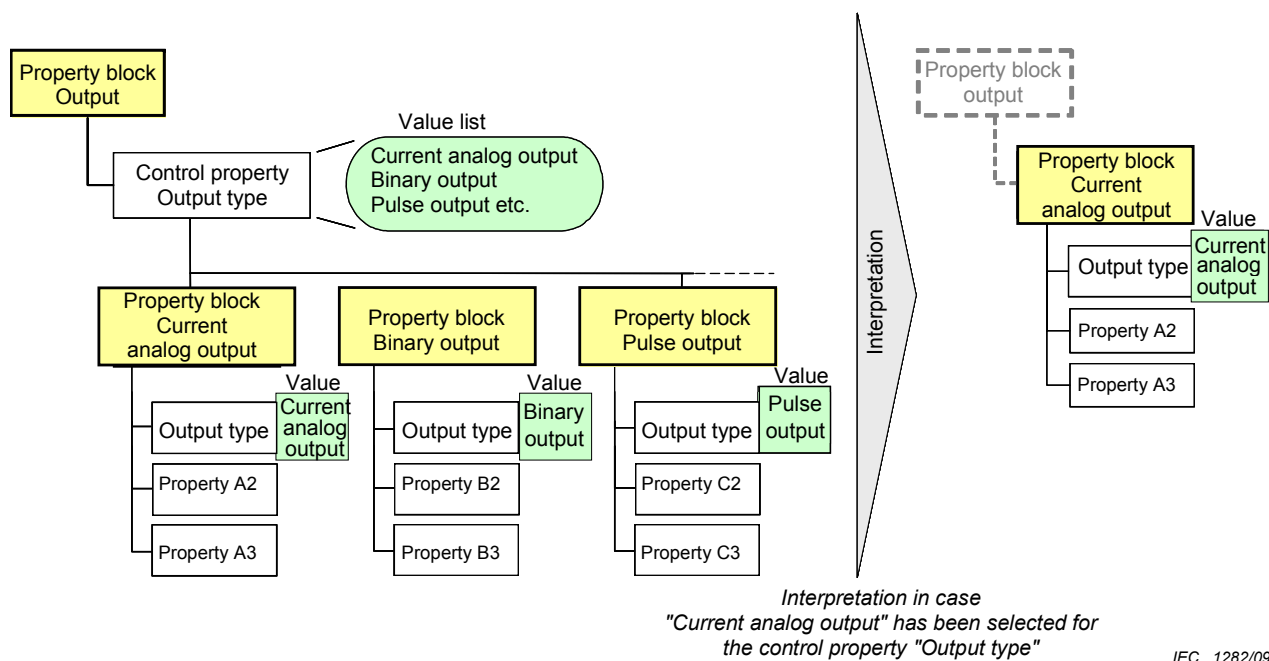 Property block
Output
Control property
Output type
Value list
Current analog output
Binary output
Pulse output etc.
Property block
Current
analog output
Property block
Binary output
Property block
Pulse output
Value
Output type
Current
analog
output
Property A2
Property A3
Value
Output type
Binary
output
Property B2
Property B3
Value
Output type
Pulse
output
Property C2
Property C3
Interpretation
Property block
output
Property block
Current
analog output
Value
Output type
Current
analog
output
Property A2
Property A3
Interpretation in case
"Current analog output" has been selected for
the control property "Output type"
IEC 1282/09